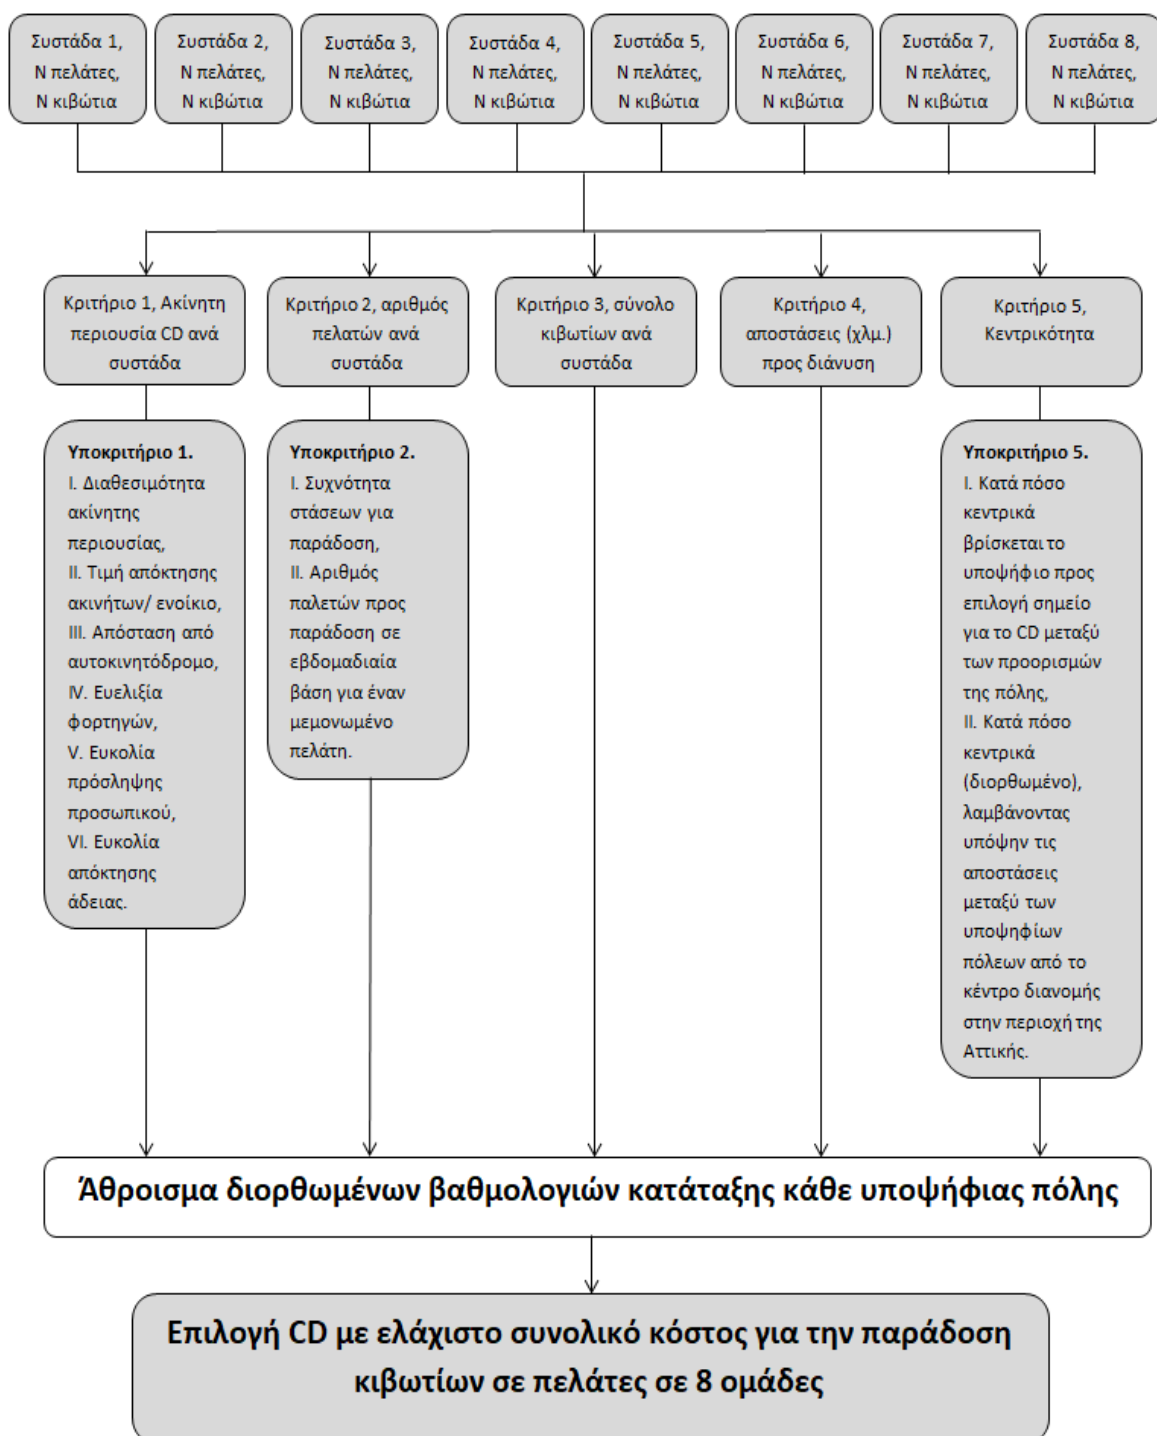 Συστάδα 1,
Ν πελάτες,
Ν κιβώτια
Συστάδα 2,
Ν πελάτες,
Ν κιβώτια
Συστάδα 3,
Ν πελάτες,
Ν κιβώτια
Συστάδα 4,
Ν πελάτες,
Ν κιβώτια
Συστάδα 5,
Ν πελάτες,
Ν κιβώτια
Συστάδα 6,
Ν πελάτες,
Ν κιβώτια
Συστάδα 7,
Ν πελάτες,
Ν κιβώτια
Συστάδα 8,
Ν πελάτες,
Ν κιβώτια
Κριτήριο 1, Ακίνητη
περιουσία CD ανά
συστάδα
Κριτήριο 2, αριθμός
πελατών ανά
συστάδα
Κριτήριο 3, σύνολο
κιβωτίων ανά
συστάδα
Κριτήριο 4,
αποστάσεις (χλμ.)
προς διάνυση
Κριτήριο 5,
Κεντρικότητα
Υποκριτήριο 1.
I. Διαθεσιμότητα
ακίνητης
περιουσίας,
II. Τιμή απόκτησης
ακινήτων/ ενοίκιο,
III. Απόσταση από
αυτοκινητόδρομο,
IV. Ευελιξία
φορτηγών,
V. Ευκολία
πρόσληψης
προσωπικού,
VI. Ευκολία
απόκτησης
άδειας.
Υποκριτήριο 2.
I. Συχνότητα
στάσεων για
παράδοση,
II. Αριθμός
παλετών προς
παράδοση σε
εβδομαδιαία
βάση για έναν
μεμονωμένο
πελάτη.
Υποκριτήριο 5.
I. Κατά πόσο
κεντρικά
βρίσκεται το
υποψήφιο προς
επιλογή σημείο
για το CD μεταξύ
των προορισμών
της πόλης,
II. Κατά πόσο
κεντρικά
(διορθωμένο),
λαμβάνοντας
υπόψην τις
αποστάσεις
μεταξύ των
υποψηφίων
πόλεων από το
κέντρο διανομής
στην περιοχή της
Αττικής.
Άθροισμα διορθωμένων βαθμολογιών κατάταξης κάθε υποψήφιας πόλης
Επιλογή CD με ελάχιστο συνολικό κόστος για την παράδοση
κιβωτίων σε πελάτες σε 8 ομάδες